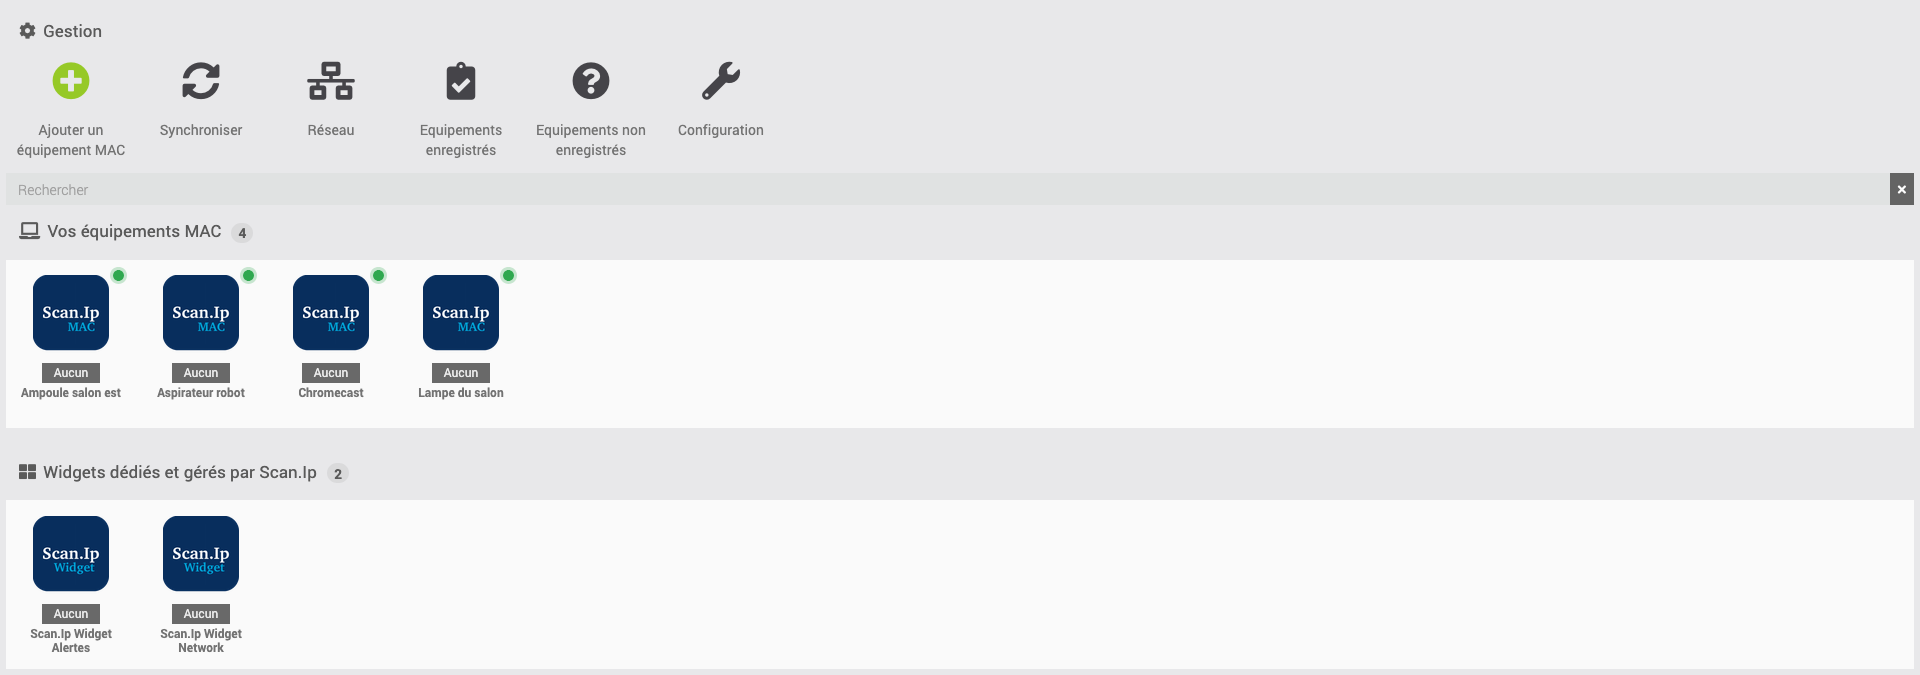 Gestion
Ajouter un
équipement MAC
Synchroniser
Réseau
Equipements
enregistrés
Equipements non
enregistrés
Configuration
Rechercher
Vos équipements MAC 4
Scan.Ip
MAC
Aucun
Ampoule salon est
Scan.Ip
MAC
Aucun
Aspirateur robot
Scan.Ip
MAC
Aucun
Chromecast
Scan.Ip
MAC
Aucun
Lampe du salon
Widgets dédiés et gérés par Scan.Ip 2
Scan.Ip
Widget
Aucun
Scan.Ip Widget
Alertes
Scan.Ip
Widget
Aucun
Scan.Ip Widget
Network